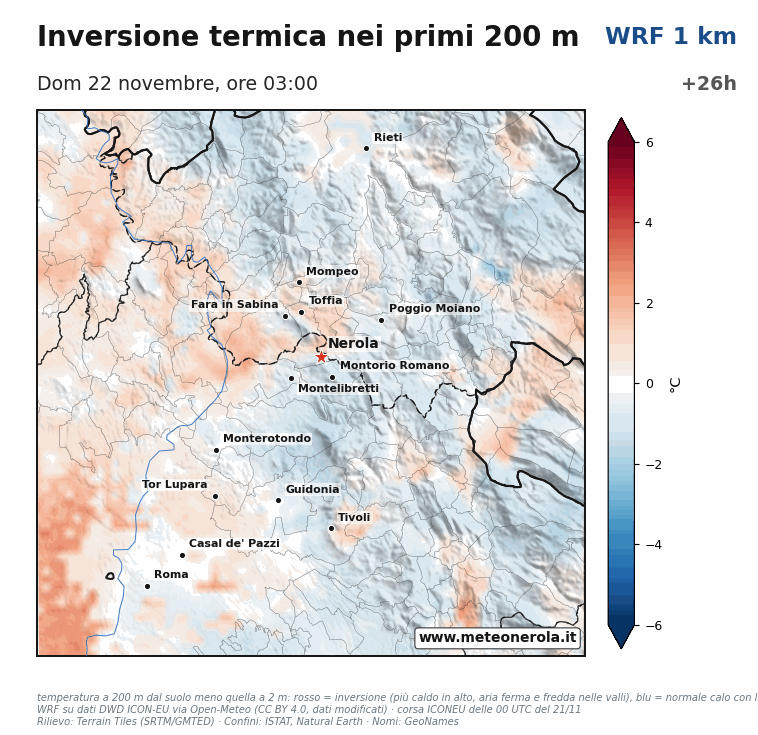 Inversione termica nei primi 200 m
WRF 1 km
Dom 22 novembre, ore 03:00
+26h
Rieti
Mompeo
Fara in Sabina
Toffia
Poggio Moiano
Nerola
Montorio Romano
Montelibretti
Monterotondo
Tor Lupara
Guidonia
Tivoli
Casal de' Pazzi
Roma
www.meteonerola.it
6
4
2
0
−2
−4
−6
°C
temperatura a 200 m dal suolo meno quella a 2 m: rosso = inversione (più caldo in alto, aria ferma e fredda nelle valli), blu = normale calo con l
WRF su dati DWD ICON-EU via Open-Meteo (CC BY 4.0, dati modificati) · corsa ICONEU delle 00 UTC del 21/11
Rilievo: Terrain Tiles (SRTM/GMTED) · Confini: ISTAT, Natural Earth · Nomi: GeoNames